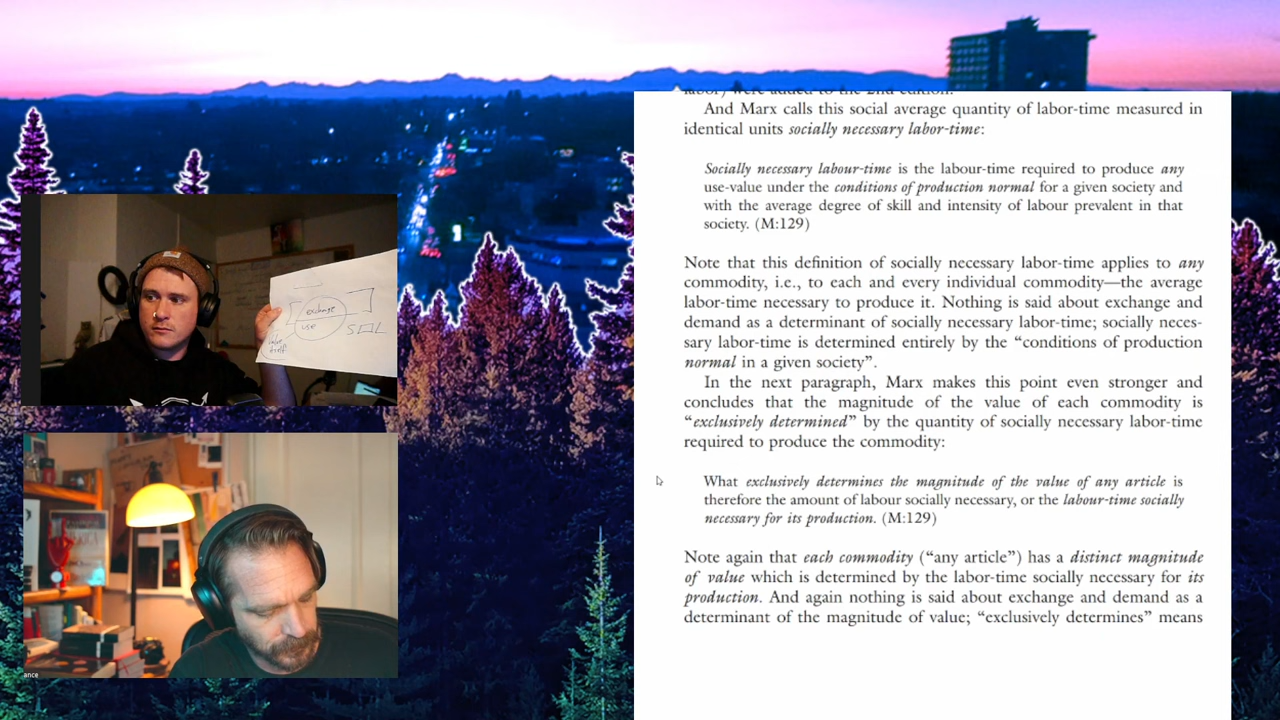 And Marx calls this social average quantity of labor-time measured in
identical units socially necessary labor-time:
Socially necessary labour-time is the labour-time required to produce any
use-value under the conditions of production normal for a given society and
with the average degree of skill and intensity of labour prevalent in that
society. (M:129)
Note that this definition of socially necessary labor-time applies to any
commodity, i.e., to each and every individual commodity—the average
labor-time necessary to produce it. Nothing is said about exchange and
demand as a determinant of socially necessary labor-time; socially neces-
sary labor-time is determined entirely by the “conditions of production
normal in a given society”.
In the next paragraph, Marx makes this point even stronger and
concludes that the magnitude of the value of each commodity is
“exclusively determined” by the quantity of socially necessary labor-time
required to produce the commodity:
What exclusively determines the magnitude of the value of any article is
therefore the amount of labour socially necessary, or the labour-time socially
necessary for its production. (M:129)
Note again that each commodity (“any article”) has a distinct magnitude
of value which is determined by the labor-time socially necessary for its
production. And again nothing is said about exchange and demand as a
determinant of the magnitude of value; “exclusively determines” means
exchange
use
value
itself
ance